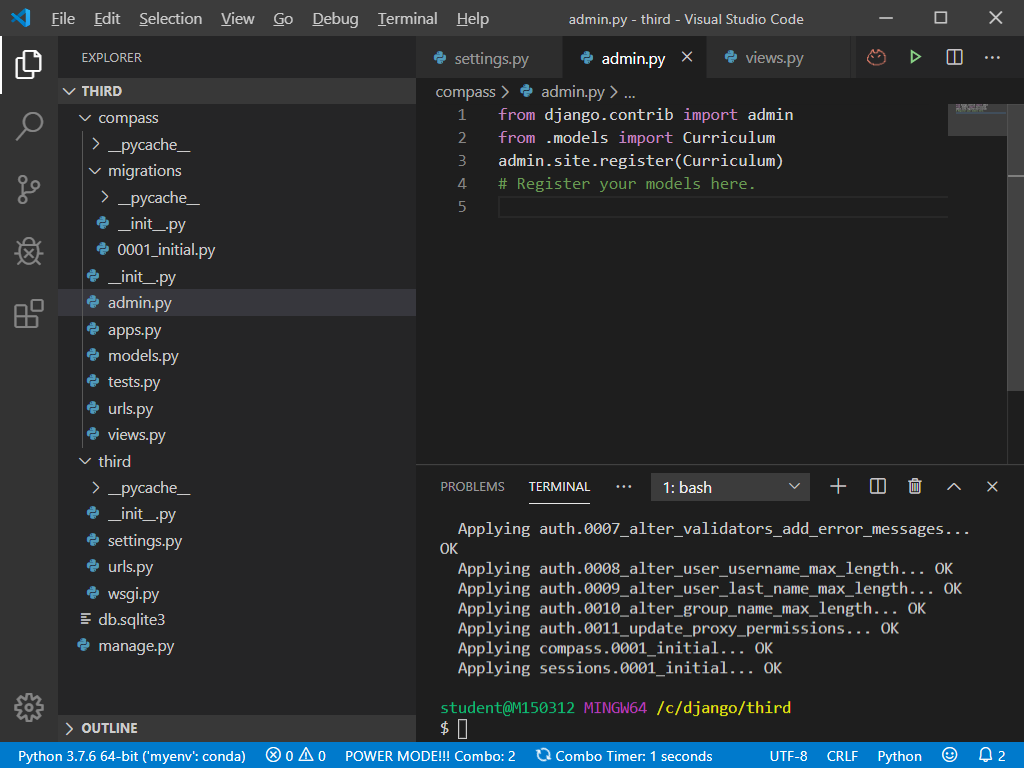 File Edit Selection View Go Debug Terminal Help admin.py - third - Visual Studio Code
EXPLORER
THIRD
compass
__pycache__
migrations
__pycache__
__init__.py
0001_initial.py
__init__.py
admin.py
apps.py
models.py
tests.py
urls.py
views.py
third
__pycache__
__init__.py
settings.py
urls.py
wsgi.py
db.sqlite3
manage.py
OUTLINE
settings.py admin.py views.py
compass > admin.py > ...
1 from django.contrib import admin
2 from .models import Curriculum
3 admin.site.register(Curriculum)
4 # Register your models here.
5
PROBLEMS TERMINAL ... 1: bash
Applying auth.0007_alter_validators_add_error_messages...
OK
Applying auth.0008_alter_user_username_max_length... OK
Applying auth.0009_alter_user_last_name_max_length... OK
Applying auth.0010_alter_group_name_max_length... OK
Applying auth.0011_update_proxy_permissions... OK
Applying compass.0001_initial... OK
Applying sessions.0001_initial... OK
student@M150312 MINGW64 /c/django/third
$
Python 3.7.6 64-bit ('myenv': conda) 0 0 POWER MODE!!! Combo: 2 Combo Timer: 1 seconds UTF-8 CRLF Python 2